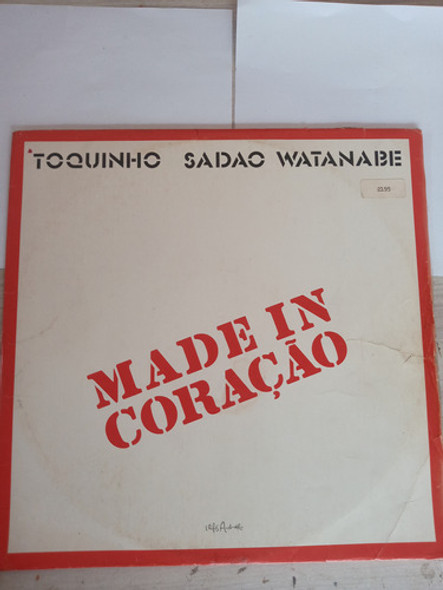 TOQUINHO SADAO WATANABE
MADE IN
CORAÇÃO